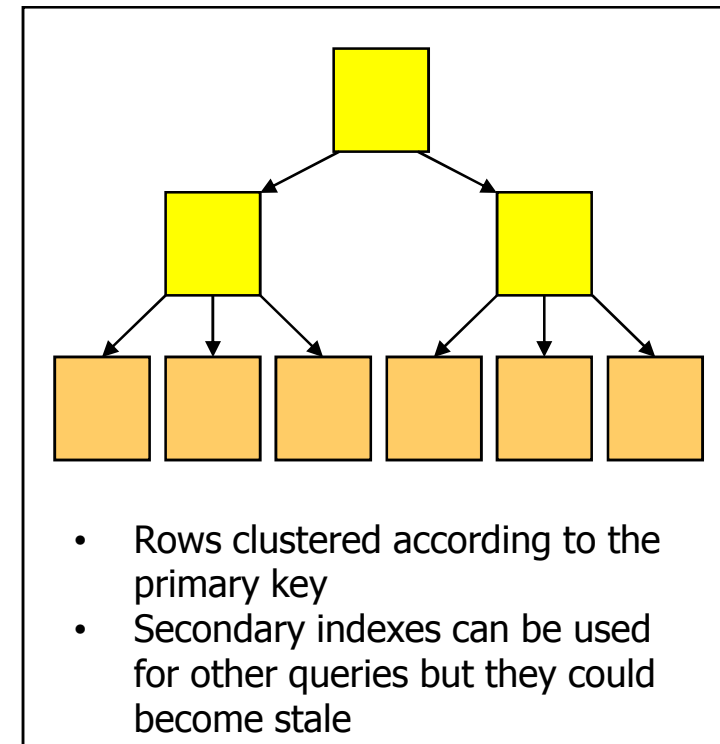 • Rows clustered according to the
primary key
• Secondary indexes can be used
for other queries but they could
become stale